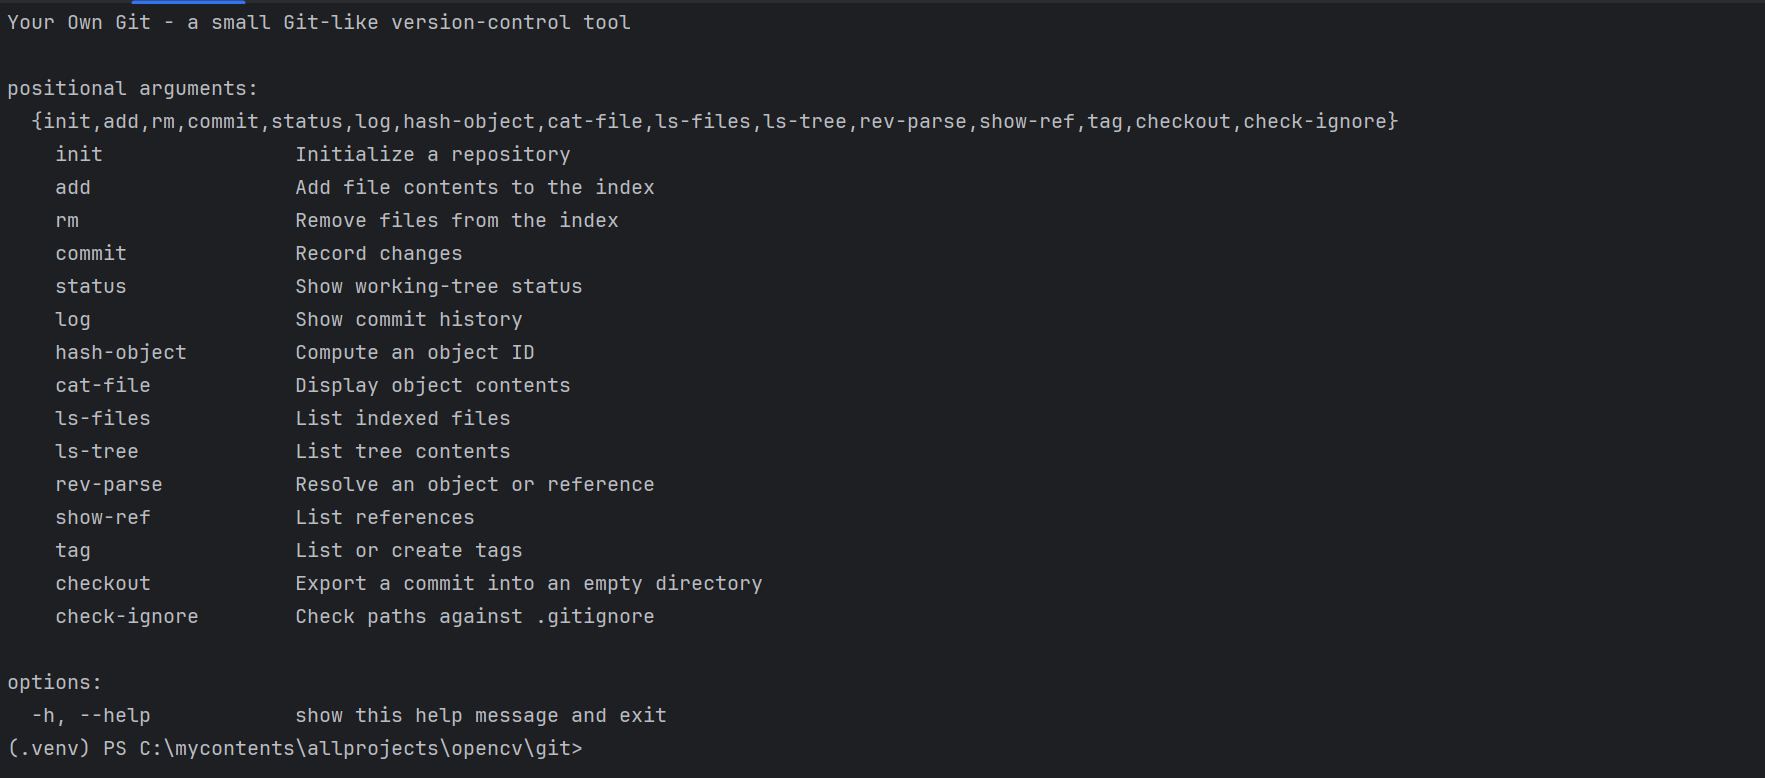 Your Own Git - a small Git-like version-control tool
positional arguments:
{init,add,rm,commit,status,log,hash-object,cat-file,ls-files,ls-tree,rev-parse,show-ref,tag,checkout,check-ignore}
init Initialize a repository
add Add file contents to the index
rm Remove files from the index
commit Record changes
status Show working-tree status
log Show commit history
hash-object Compute an object ID
cat-file Display object contents
ls-files List indexed files
ls-tree List tree contents
rev-parse Resolve an object or reference
show-ref List references
tag List or create tags
checkout Export a commit into an empty directory
check-ignore Check paths against .gitignore
options:
-h, --help show this help message and exit
(.venv) PS C:\mycontents\allprojects\opencv\git>